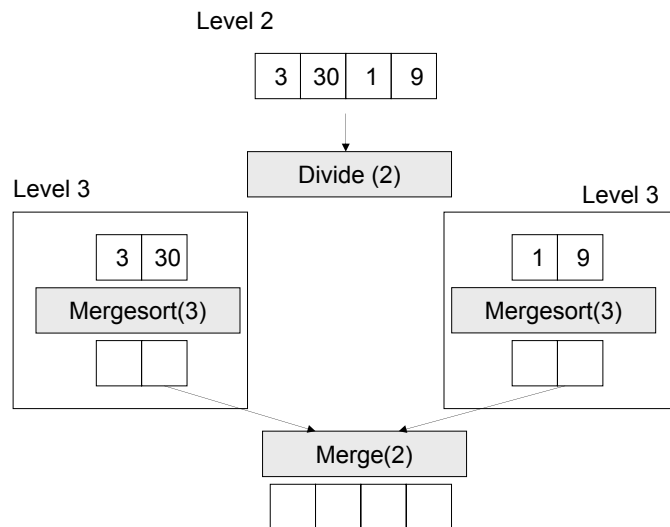 Level 2
3 30 1 9
Divide (2)
Level 3
Level 3
3 30
1 9
Mergesort(3)
Mergesort(3)
Merge(2)